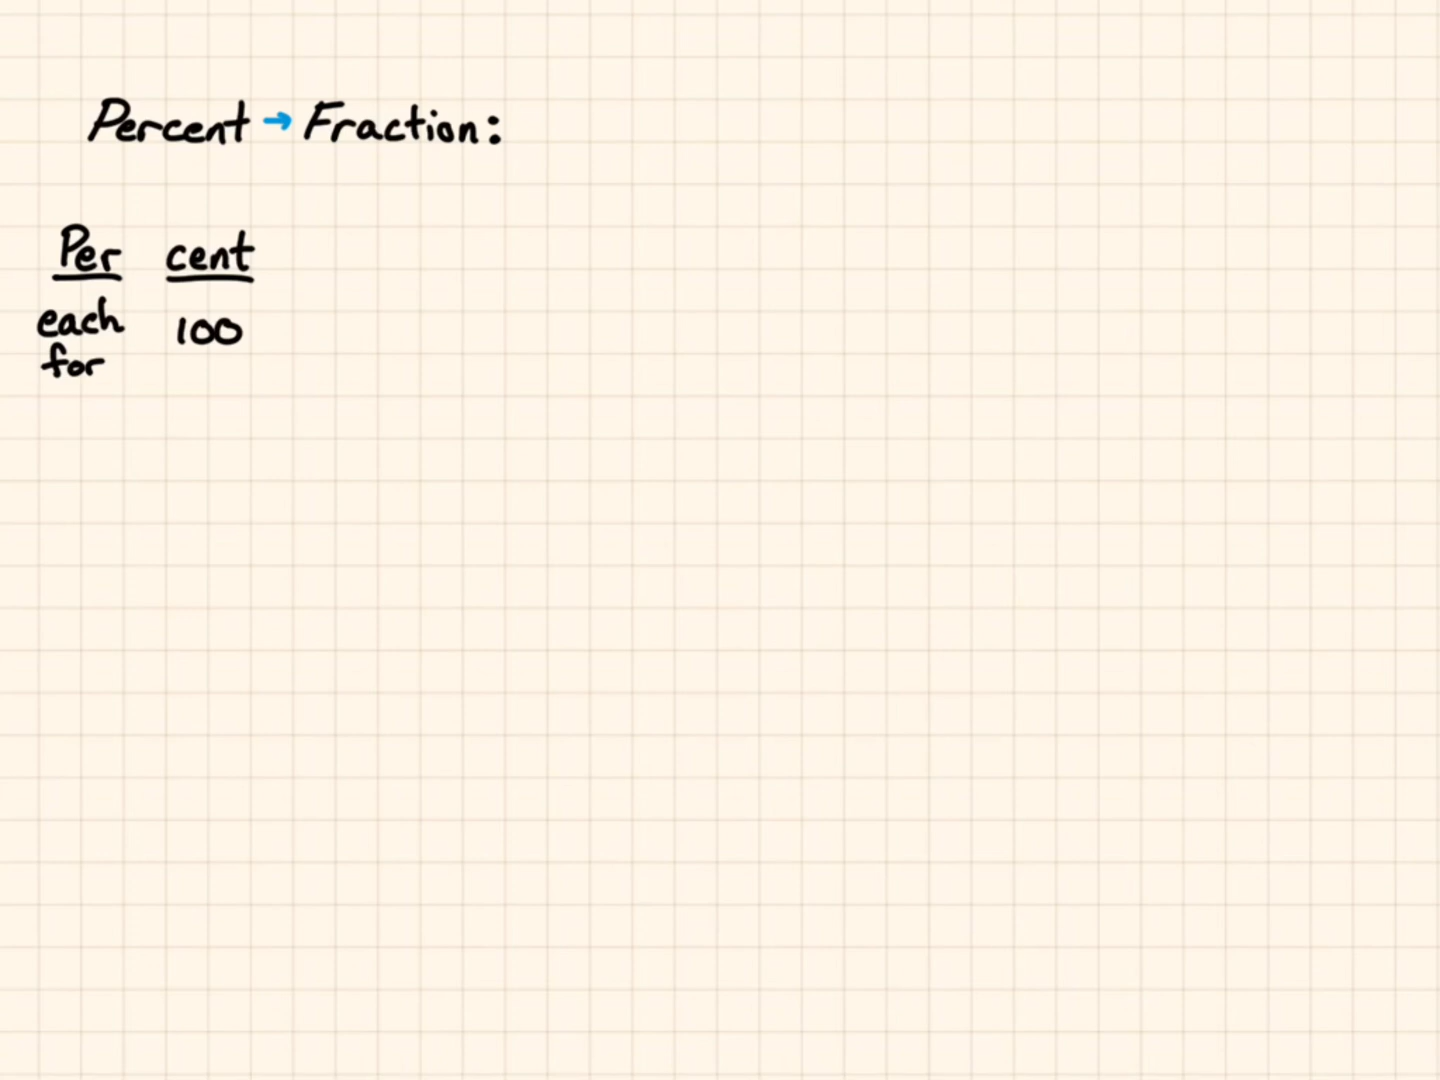 Percent → Fraction:
Per cent
each 100
for